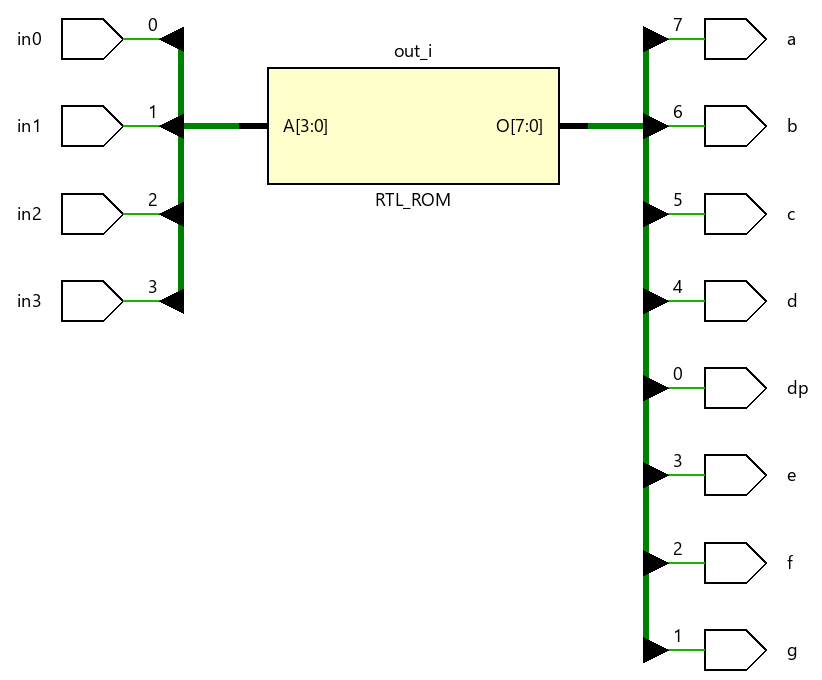 in0 0
in1 1
in2 2
in3 3
out_i
A[3:0] O[7:0]
RTL_ROM
7 a
6 b
5 c
4 d
0 dp
3 e
2 f
1 g